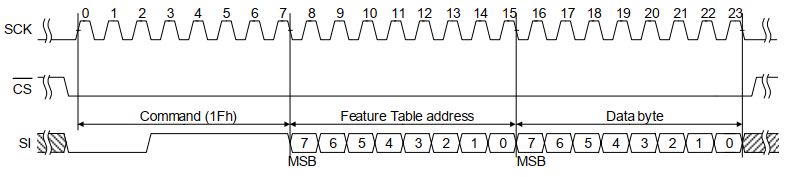 0 1 2 3 4 5 6 7 8 9 10 11 12 13 14 15 16 17 18 19 20 21 22 23
SCK
CS
Command (1Fh) Feature Table address Data byte
SI 7 6 5 4 3 2 1 0 7 6 5 4 3 2 1 0
MSB MSB